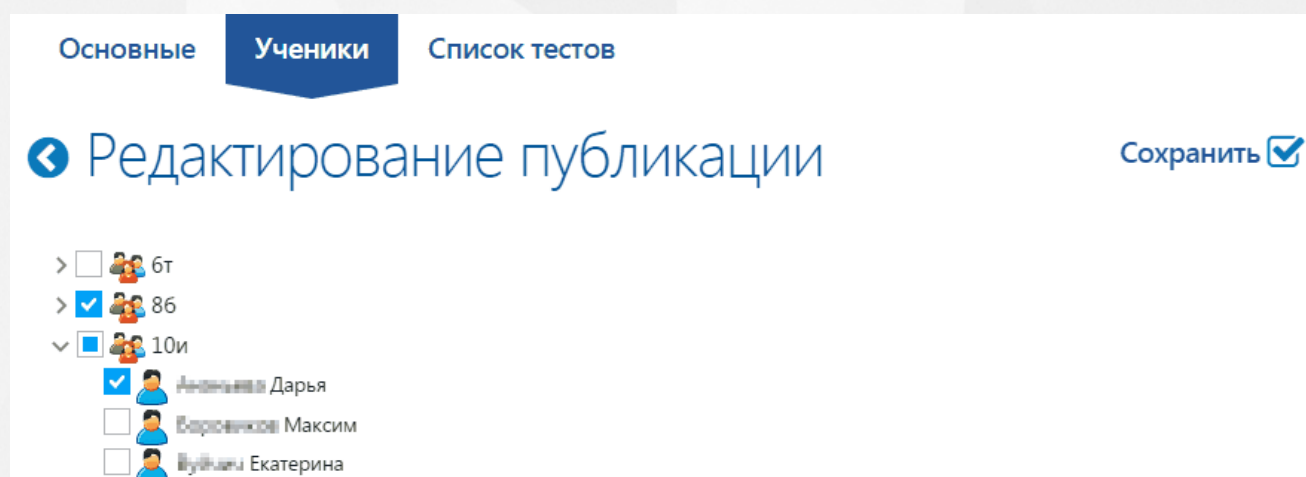 Основные Ученики Список тестов
Редактирование публикации Сохранить
6т
8б
10и
Дарья
Максим
Екатерина